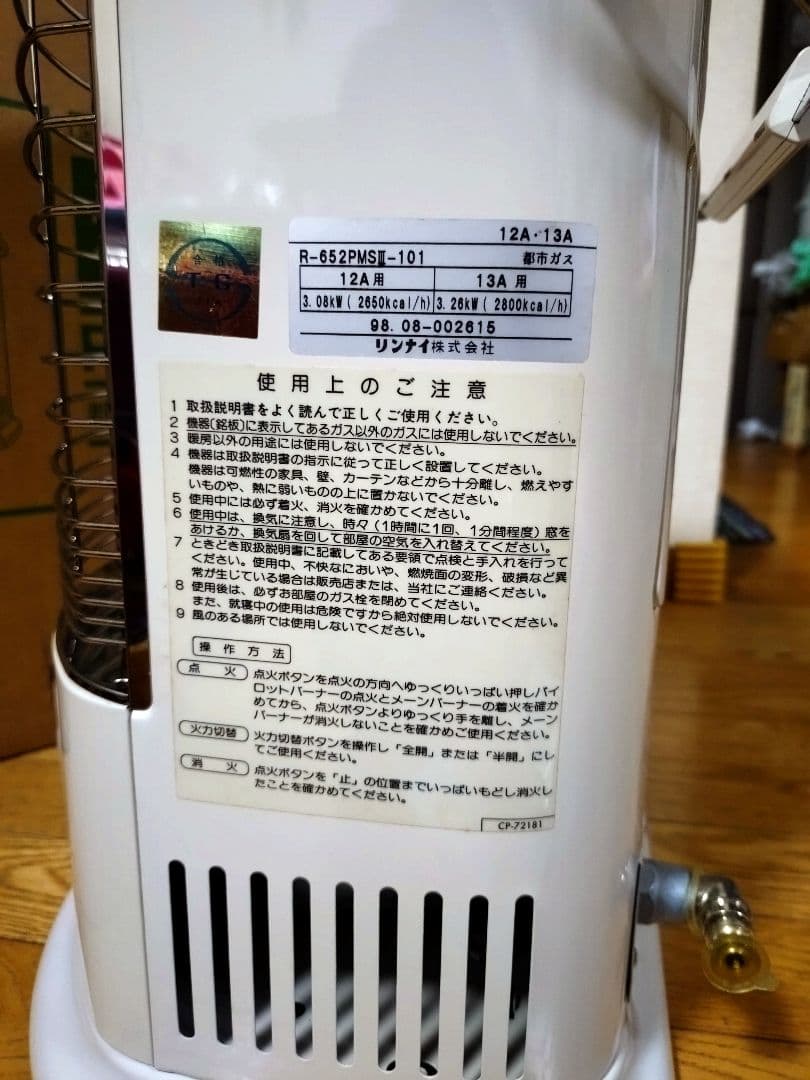 合格
TG
12A・13A
R-652PMSⅢ-101 都市ガス
12A用 13A用
3.08kW(2650kcal/h) 3.26kW(2800kcal/h)
98.08-002615
リンナイ株式会社
使用上のご注意
1 取扱説明書をよく読んで正しくご使用ください。
2 機器(銘板)に表示してあるガス以外のガスには使用しないでください。
3 暖房以外の用途には使用しないでください。
4 機器は取扱説明書の指示に従って正しく設置してください。
機器は可燃性の家具、壁、カーテンなどから十分離し、燃えやす
いものや、熱に弱いものの上に置かないでください。
5 使用中には必ず着火、消火を確かめてください。
6 使用中は、換気に注意し、時々(1時間に1回、1分間程度)窓を
あけるか、換気扇を回して部屋の空気を入れ替えてください。
7 ときどき取扱説明書に記載してある要領で点検と手入れを行って
ください。使用中、不快なにおいや、燃焼面の変形、破損など異
常が生じている場合は販売店または、当社にご連絡ください。
8 使用後は、必ずお部屋のガス栓を閉めてください。
また、就寝中の使用は危険ですから絶対使用しないでください。
9 風のある場所では使用しないでください。
操作方法
点火 点火ボタンを点火の方向へゆっくりいっぱい押しパイ
ロットバーナーの点火とメーンバーナーの着火を確か
めてから、点火ボタンよりゆっくり手を離し、メーン
バーナーが消火しないことを確かめご使用ください。
火力切替 火力切替ボタンを操作し「全開」または「半開」にし
てご使用ください。
消火 点火ボタンを「止」の位置までいっぱいもどし消火し
たことを確かめてください。
CP-72181